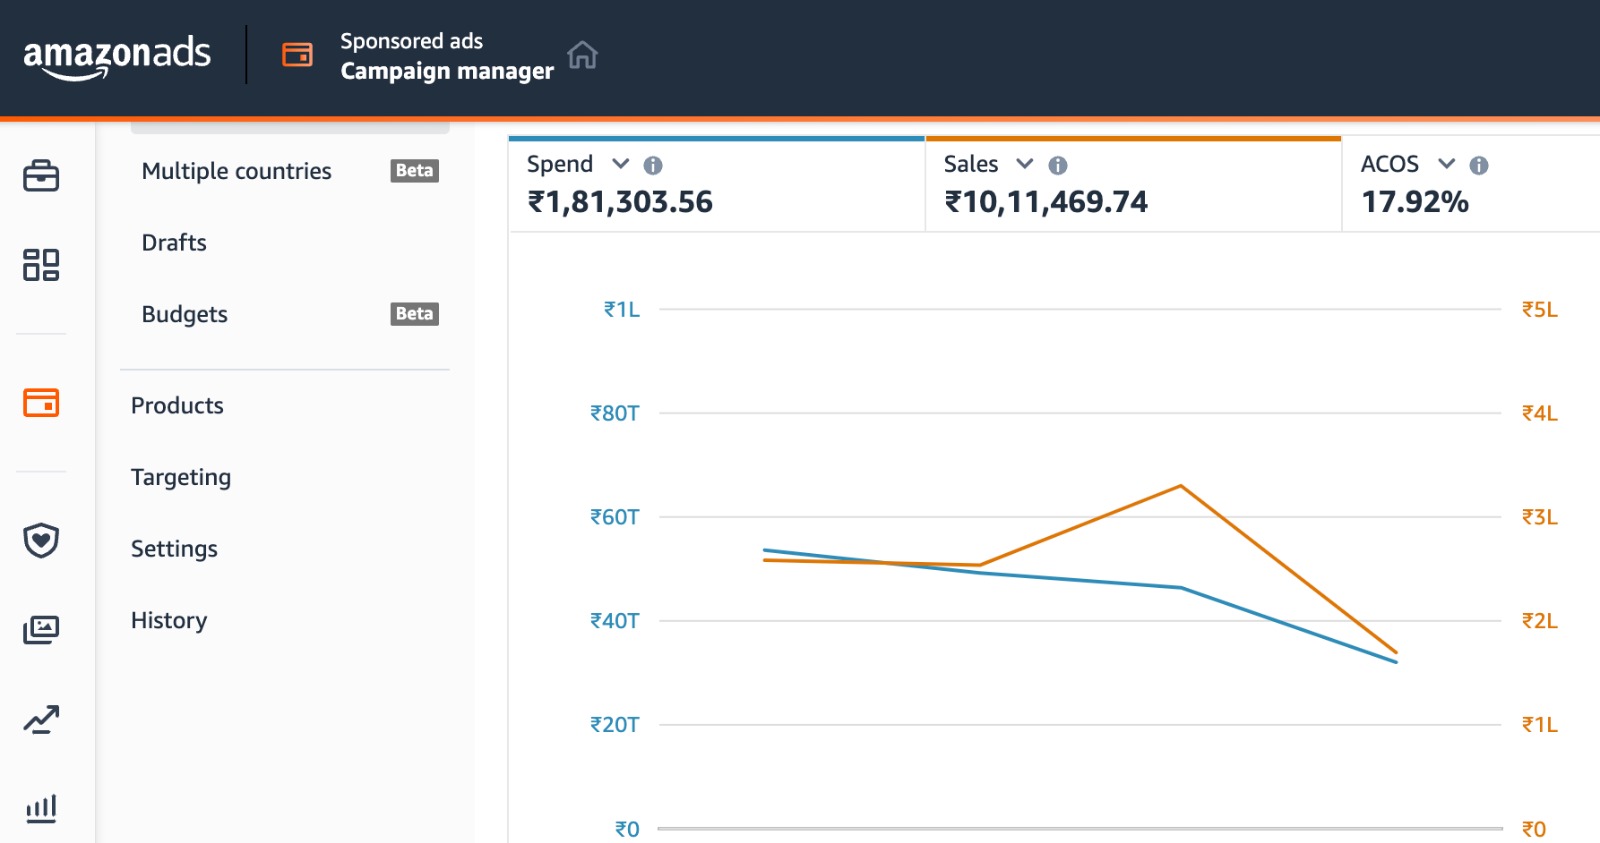 amazonads
Sponsored ads
Campaign manager
Multiple countries Beta
Drafts
Budgets Beta
Products
Targeting
Settings
History
Spend
₹1,81,303.56
Sales
₹10,11,469.74
ACOS
17.92%
₹1L ₹5L
₹80T ₹4L
₹60T ₹3L
₹40T ₹2L
₹20T ₹1L
₹0 ₹0